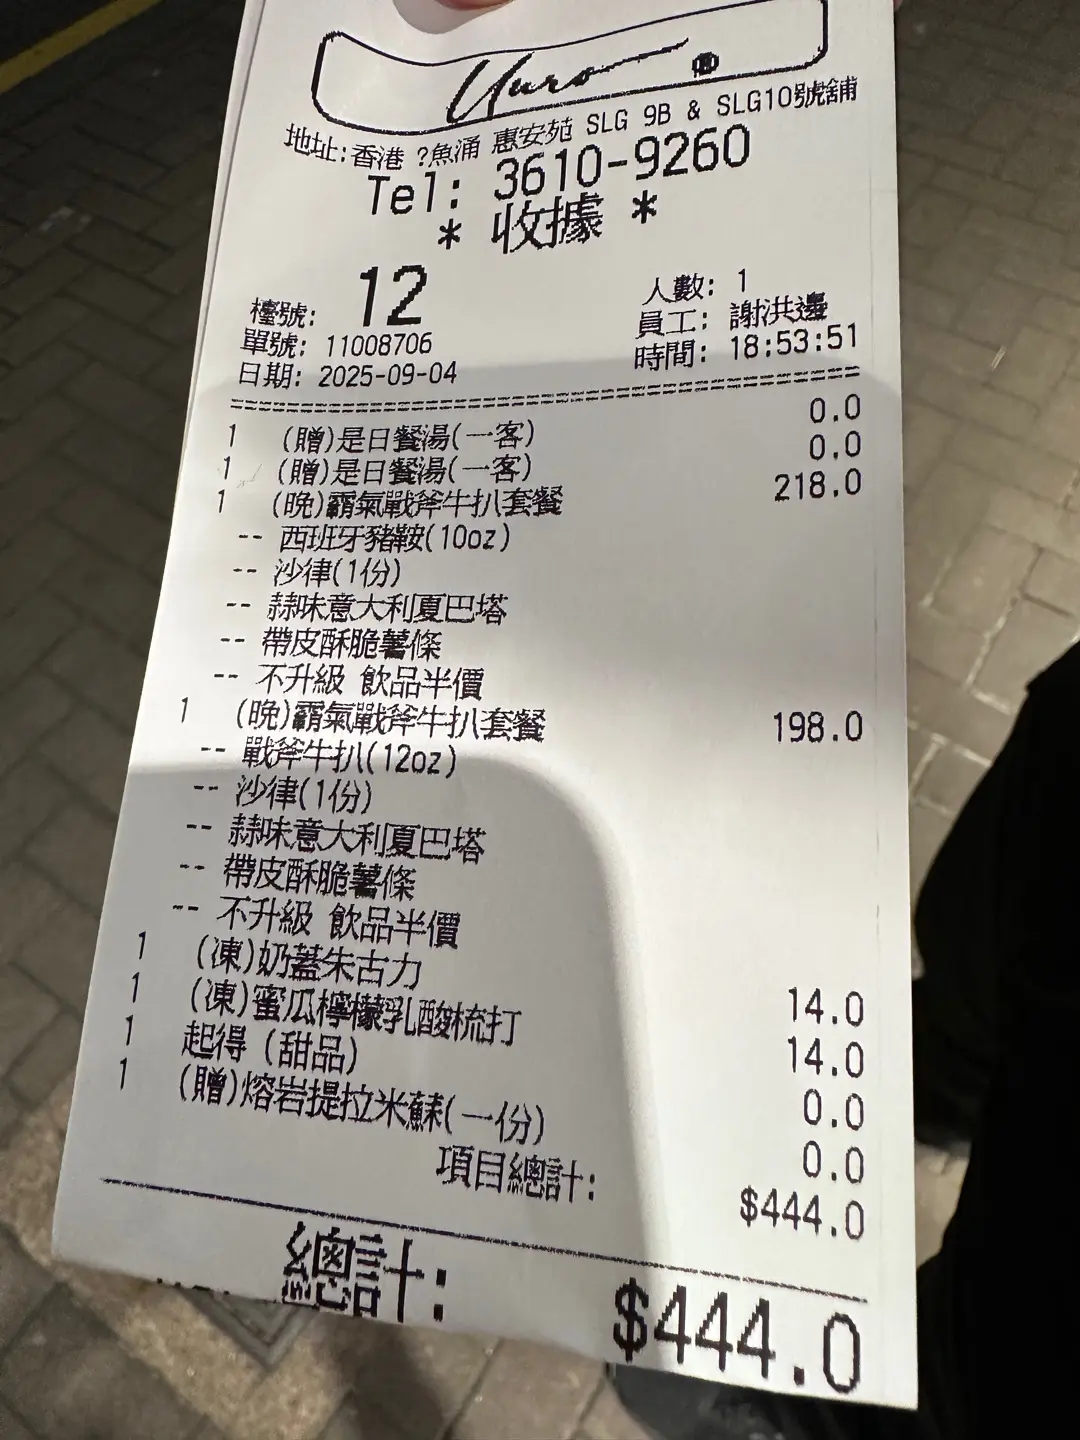 Yuro ®
地址:香港 ?魚涌 惠安苑 SLG 9B & SLG10號舖
Tel: 3610-9260
* 收據 *
檯號: 12 人數: 1
單號: 11008706 員工: 謝洪邊
日期: 2025-09-04 時間: 18:53:51
1 (贈)是日餐湯(一客) 0.0
1 (贈)是日餐湯(一客) 0.0
1 (晚)霸氣戰斧牛扒套餐 218.0
-- 西班牙豬鞍(10oz)
-- 沙律(1份)
-- 蒜味意大利夏巴塔
-- 帶皮酥脆薯條
-- 不升級 飲品半價
1 (晚)霸氣戰斧牛扒套餐 198.0
-- 戰斧牛扒(12oz)
-- 沙律(1份)
-- 蒜味意大利夏巴塔
-- 帶皮酥脆薯條
-- 不升級 飲品半價
1 (凍)奶蓋朱古力 14.0
1 (凍)蜜瓜檸檬乳酸梳打 14.0
1 起得 (甜品) 0.0
1 (贈)熔岩提拉米蘇(一份) 0.0
項目總計: $444.0
總計: $444.0